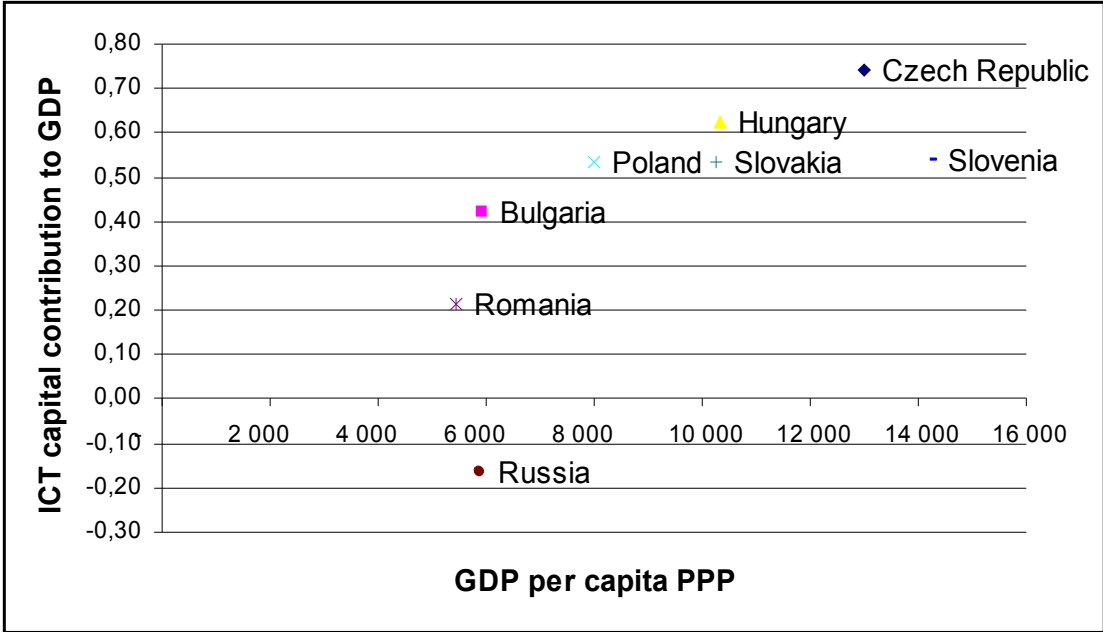 ICT capital contribution to GDP
0,80
0,70
0,60
0,50
0,40
0,30
0,20
0,10
0,00
-0,10
-0,20
-0,30
Czech Republic
Hungary
Poland
Slovakia
Slovenia
Bulgaria
Romania
Russia
- 2 000 4 000 6 000 8 000 10 000 12 000 14 000 16 000
GDP per capita PPP